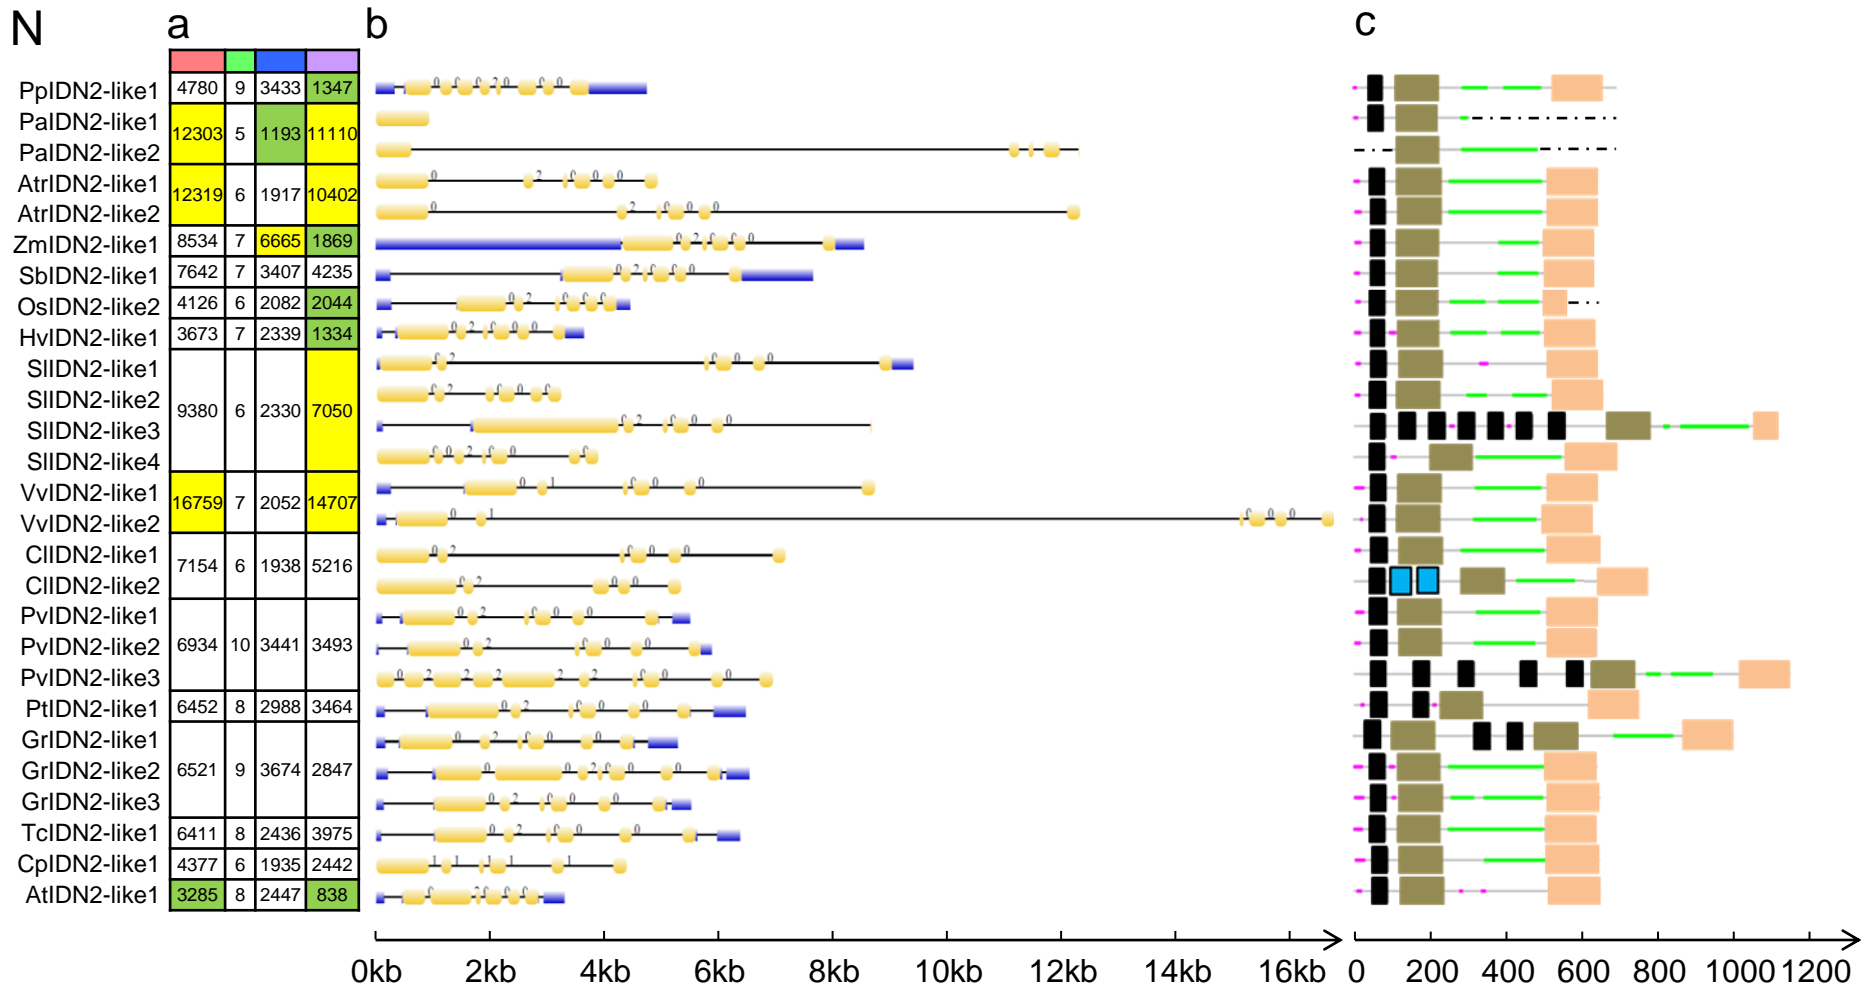 N a b c
PpIDN2-like1 4780 9 3433 1347
PaIDN2-like1
12303 5 1193 11110
PaIDN2-like2
AtrIDN2-like1
12319 6 1917 10402
AtrIDN2-like2
ZmIDN2-like1 8534 7 6665 1869
SbIDN2-like1 7642 7 3407 4235
OsIDN2-like2 4126 6 2082 2044
HvIDN2-like1 3673 7 2339 1334
SlIDN2-like1
SlIDN2-like2
9380 6 2330 7050
SlIDN2-like3
SlIDN2-like4
VvIDN2-like1
16759 7 2052 14707
VvIDN2-like2
ClIDN2-like1
7154 6 1938 5216
ClIDN2-like2
PvIDN2-like1
PvIDN2-like2 6934 10 3441 3493
PvIDN2-like3
PtIDN2-like1 6452 8 2988 3464
GrIDN2-like1
GrIDN2-like2 6521 9 3674 2847
GrIDN2-like3
TcIDN2-like1 6411 8 2436 3975
CpIDN2-like1 4377 6 1935 2442
AtIDN2-like1 3285 8 2447 838
0kb 2kb 4kb 6kb 8kb 10kb 12kb 14kb 16kb 0 200 400 600 800 1000 1200